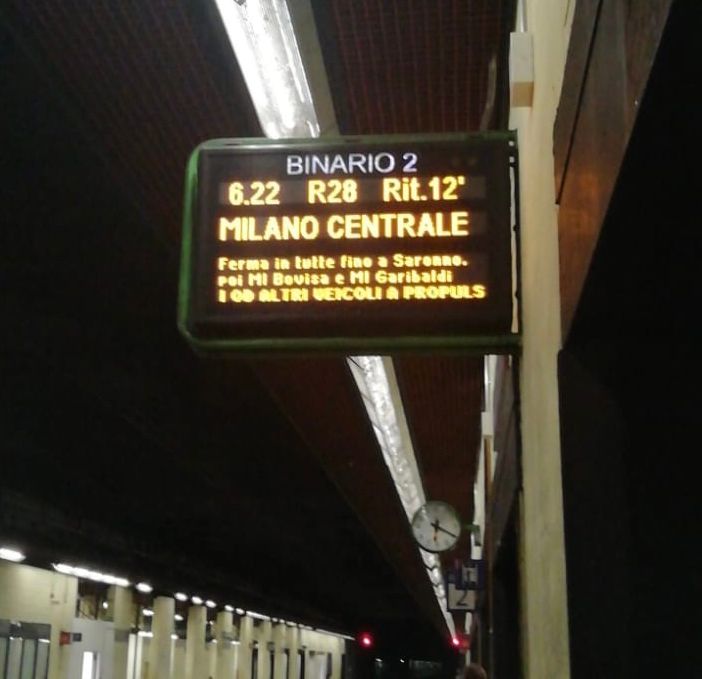 BINARIO 2
6.22 R28 Rit.12'
MILANO CENTRALE
Ferma in tutte fino a Saronno,
poi MI Bovisa e MI Garibaldi
ALTRI VEICOLI A PROPULS
2